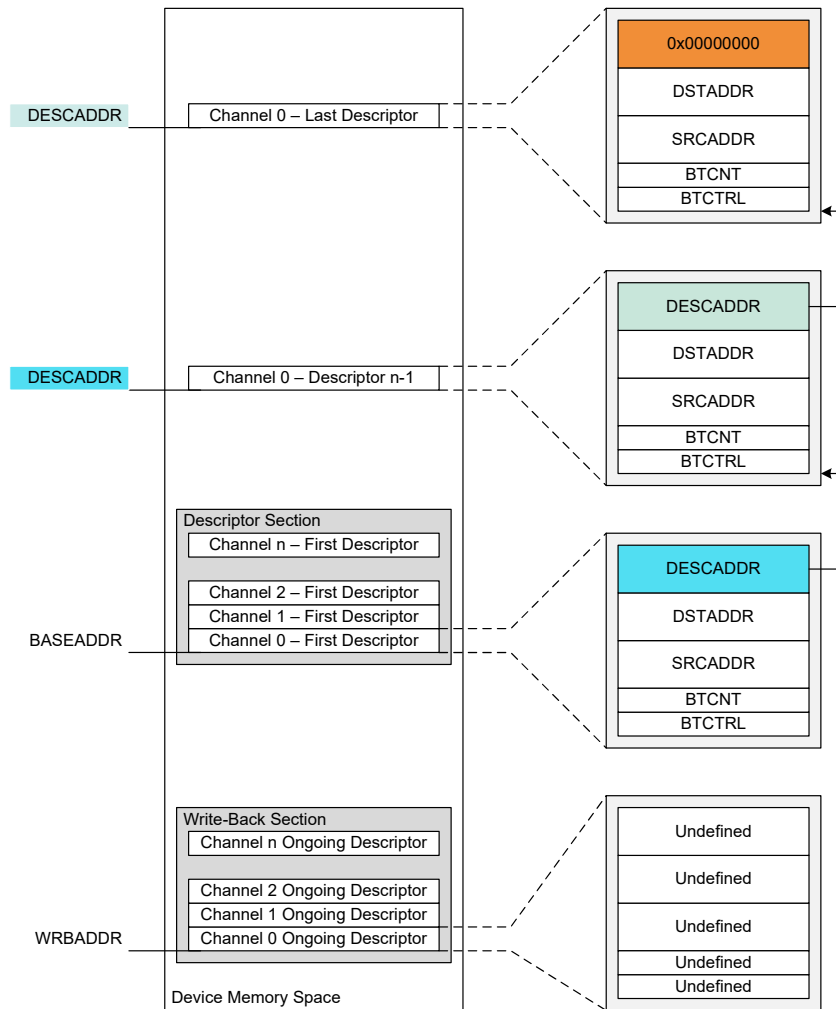 0x00000000
DSTADDR
SRCADDR
BTCNT
BTCTRL
DESCADDR
Channel 0 – Last Descriptor
DESCADDR
DSTADDR
SRCADDR
BTCNT
BTCTRL
DESCADDR
Channel 0 – Descriptor n-1
Descriptor Section
Channel n – First Descriptor
Channel 2 – First Descriptor
Channel 1 – First Descriptor
Channel 0 – First Descriptor
BASEADDR
DESCADDR
DSTADDR
SRCADDR
BTCNT
BTCTRL
Write-Back Section
Channel n Ongoing Descriptor
Channel 2 Ongoing Descriptor
Channel 1 Ongoing Descriptor
Channel 0 Ongoing Descriptor
WRBADDR
Undefined
Undefined
Undefined
Undefined
Undefined
Device Memory Space